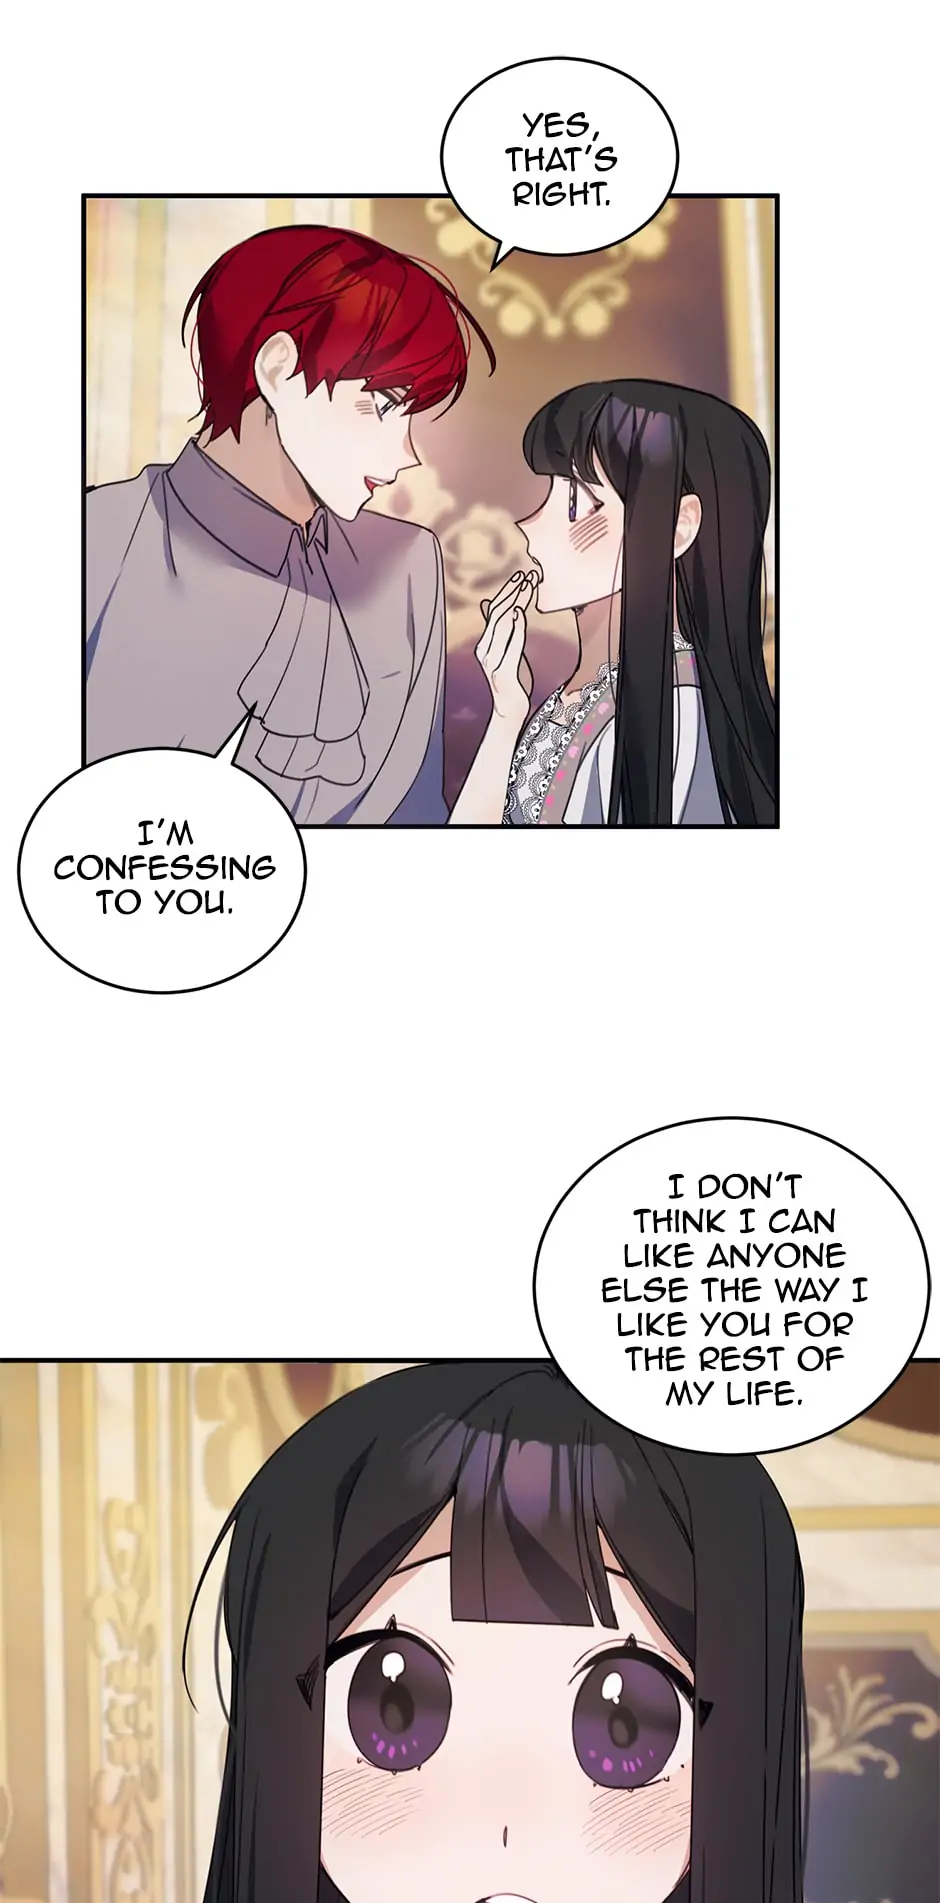 YES,
THAT'S
RIGHT.
I'M
CONFESSING
TO YOU.
I DON'T
THINK I CAN
LIKE ANYONE
ELSE THE WAY I
LIKE YOU FOR
THE REST OF
MY LIFE.